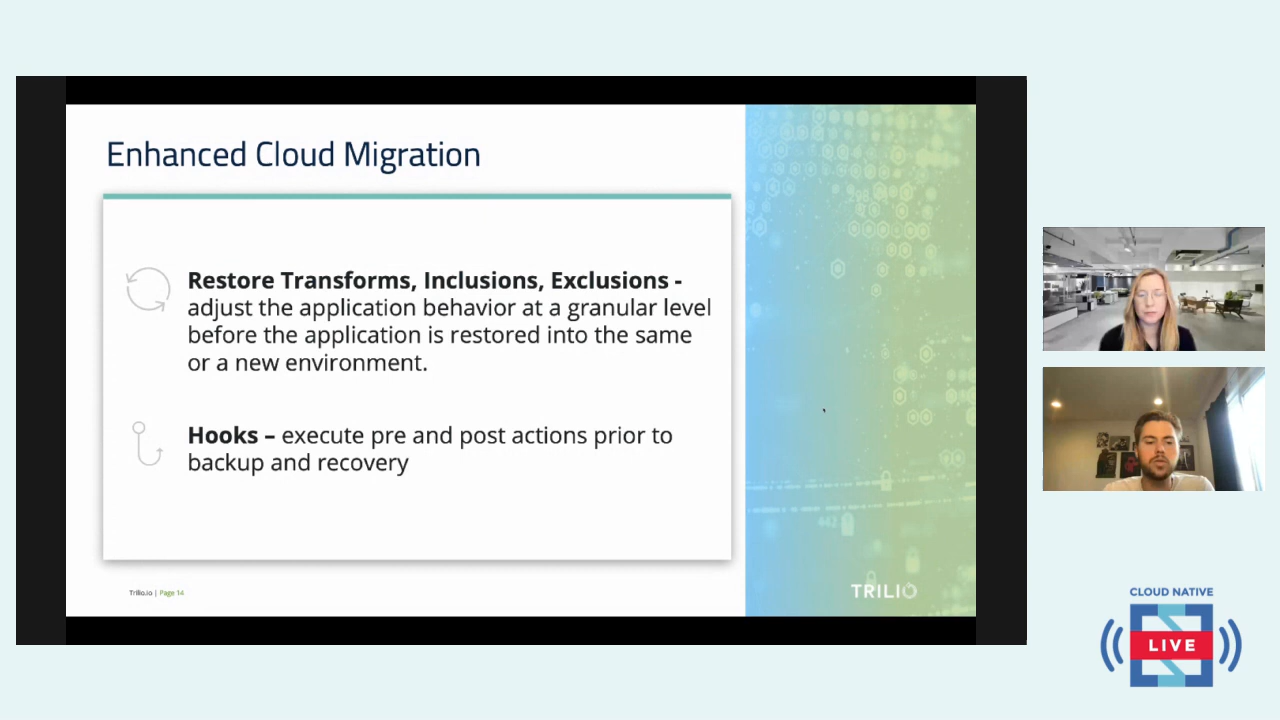 Enhanced Cloud Migration
Restore Transforms, Inclusions, Exclusions -
adjust the application behavior at a granular level
before the application is restored into the same
or a new environment.
Hooks – execute pre and post actions prior to
backup and recovery
Trilio.io | Page 14
TRILIO
CLOUD NATIVE
LIVE